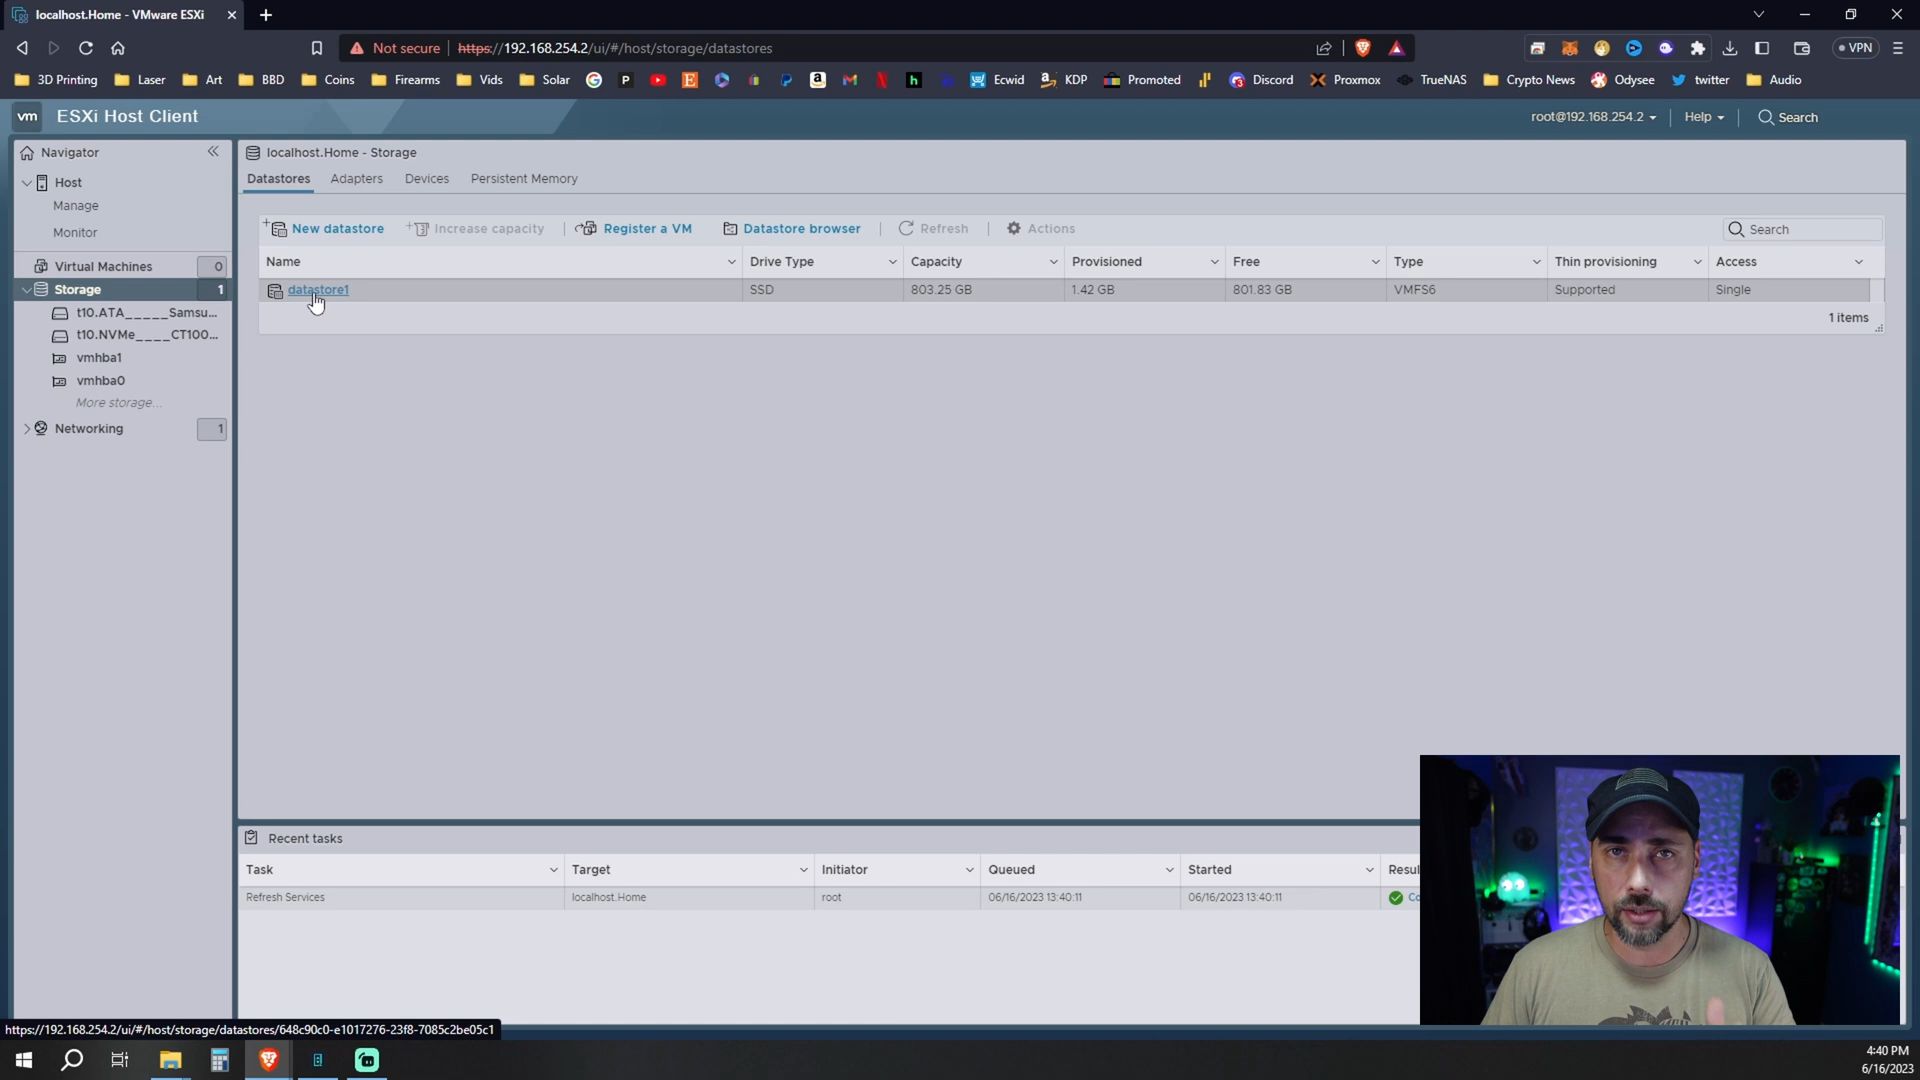 localhost.Home - VMware ESXi
Not secure
https://192.168.254.2/ui/#/host/storage/datastores
VPN
3D Printing
Laser
Art
BBD
Coins
Firearms
Vids
Solar
Ecwid
KDP
Promoted
Discord
Proxmox
TrueNAS
Crypto News
Odysee
twitter
Audio
vm
ESXi Host Client
root@192.168.254.2
Help
Search
Navigator
Host
Manage
Monitor
Virtual Machines 0
Storage 1
t10.ATA_____Samsu...
t10.NVMe____CT100...
vmhba1
vmhba0
More storage...
Networking 1
localhost.Home - Storage
Datastores Adapters Devices Persistent Memory
New datastore Increase capacity Register a VM Datastore browser Refresh Actions Search
Name Drive Type Capacity Provisioned Free Type Thin provisioning Access
datastore1 SSD 803.25 GB 1.42 GB 801.83 GB VMFS6 Supported Single
1 items
Recent tasks
Task Target Initiator Queued Started Resul
Refresh Services localhost.Home root 06/16/2023 13:40:11 06/16/2023 13:40:11 Co
https://192.168.254.2/ui/#/host/storage/datastores/648c90c0-e1017276-23f8-7085c2be05c1
4:40 PM
6/16/2023